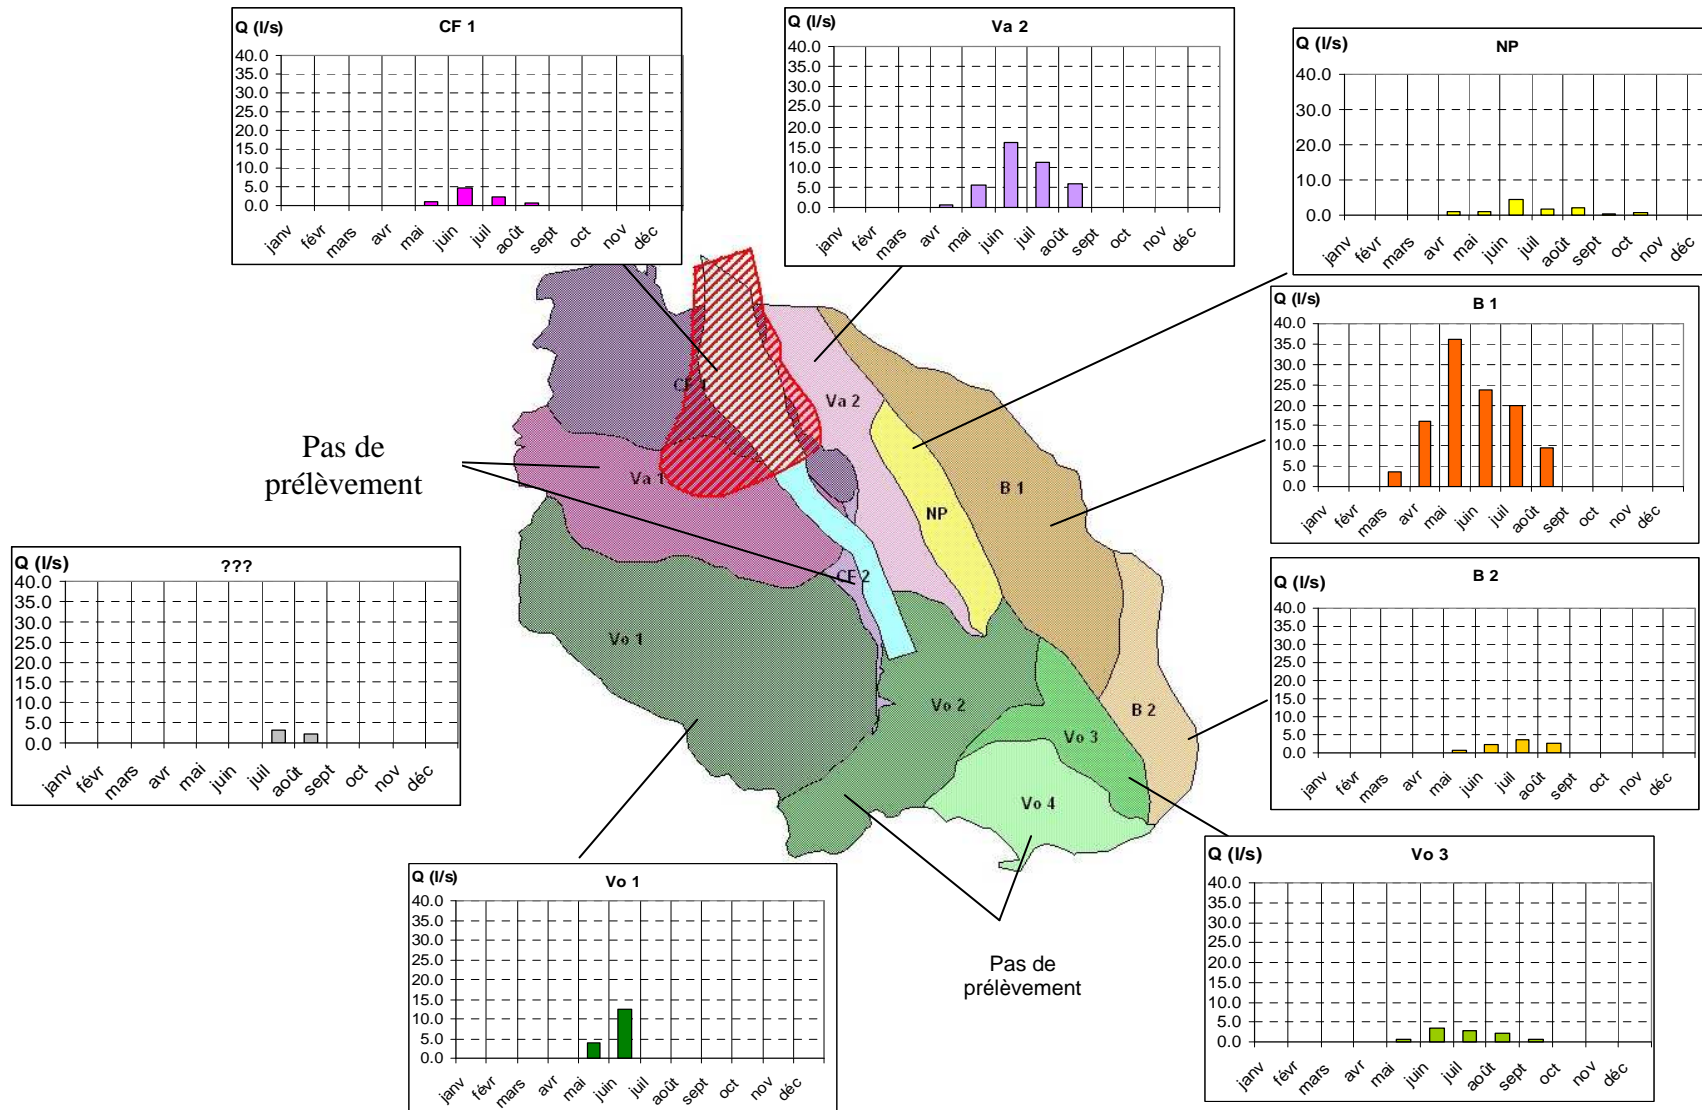 Q (l/s)
CF 1
40.0
35.0
30.0
25.0
20.0
15.0
10.0
5.0
0.0
janv
févr
mars
avr
mai
juin
juil
août
sept
oct
nov
déc
Q (l/s)
Va 2
40.0
35.0
30.0
25.0
20.0
15.0
10.0
5.0
0.0
janv
févr
mars
avr
mai
juin
juil
août
sept
oct
nov
déc
Q (l/s)
NP
40.0
30.0
20.0
10.0
0.0
janv
févr
mars
avr
mai
juin
juil
août
sept
oct
nov
déc
Q (l/s)
B 1
40.0
35.0
30.0
25.0
20.0
15.0
10.0
5.0
0.0
janv
févr
mars
avr
mai
juin
juil
août
sept
oct
nov
déc
Pas de
prélèvement
CF 1
Va 2
Va 1
B 1
NP
CF 2
Vo 1
Vo 2
B 2
Vo 3
Vo 4
Q (l/s)
???
40.0
35.0
30.0
25.0
20.0
15.0
10.0
5.0
0.0
janv
févr
mars
avr
mai
juin
juil
août
sept
oct
nov
déc
Q (l/s)
B 2
40.0
35.0
30.0
25.0
20.0
15.0
10.0
5.0
0.0
janv
févr
mars
avr
mai
juin
juil
août
sept
oct
nov
déc
Q (l/s)
Vo 1
40.0
35.0
30.0
25.0
20.0
15.0
10.0
5.0
0.0
janv
févr
mars
avr
mai
juin
juil
août
sept
oct
nov
déc
Pas de
prélèvement
Q (l/s)
Vo 3
40.0
35.0
30.0
25.0
20.0
15.0
10.0
5.0
0.0
janv
févr
mars
avr
mai
juin
juil
août
sept
oct
nov
déc